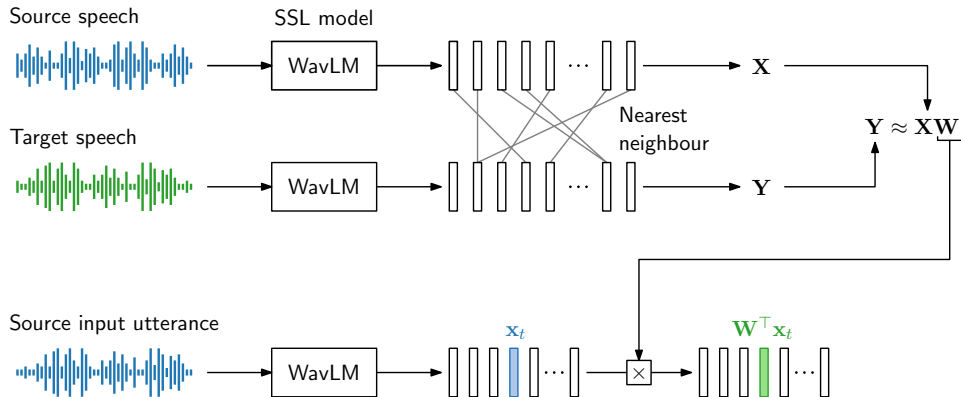 Source speech
SSL model
WavLM
...
X
Nearest
neighbour
Y ≈ XW
Target speech
WavLM
...
Y
Source input utterance
x_t
W^⊤x_t
WavLM
...
×
...